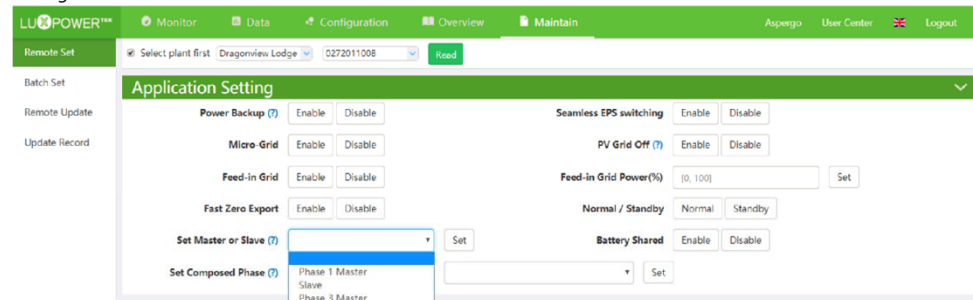 LUXPOWERTEK Monitor Data Configuration Overview Maintain Aspergo User Center Logout
Remote Set Select plant first Dragonview Lodge 0272011008 Read
Batch Set
Remote Update
Update Record
Application Setting
Power Backup (?) Enable Disable Seamless EPS switching Enable Disable
Micro-Grid Enable Disable PV Grid Off (?) Enable Disable
Feed-in Grid Enable Disable Feed-in Grid Power(%) [0, 100] Set
Fast Zero Export Enable Disable Normal / Standby Normal Standby
Set Master or Slave (?) Set Battery Shared Enable Disable
Set Composed Phase (?) Set
Phase 1 Master
Slave
Phase 3 Master